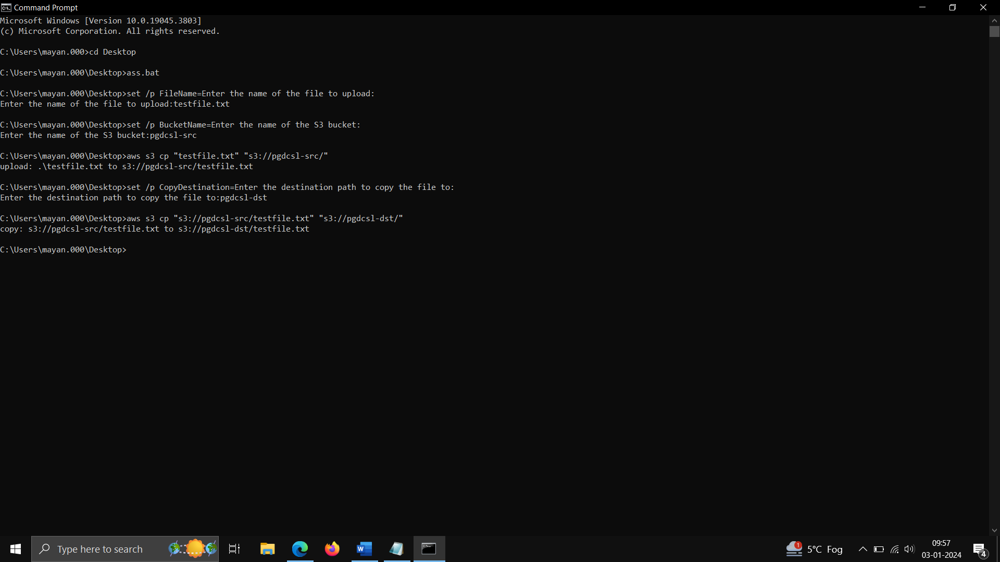 Command Prompt
Microsoft Windows [Version 10.0.19045.3803]
(c) Microsoft Corporation. All rights reserved.
C:\Users\mayan.000>cd Desktop
C:\Users\mayan.000\Desktop>ass.bat
C:\Users\mayan.000\Desktop>set /p FileName=Enter the name of the file to upload:
Enter the name of the file to upload:testfile.txt
C:\Users\mayan.000\Desktop>set /p BucketName=Enter the name of the S3 bucket:
Enter the name of the S3 bucket:pgdcsl-src
C:\Users\mayan.000\Desktop>aws s3 cp "testfile.txt" "s3://pgdcsl-src/"
upload: .\testfile.txt to s3://pgdcsl-src/testfile.txt
C:\Users\mayan.000\Desktop>set /p CopyDestination=Enter the destination path to copy the file to:
Enter the destination path to copy the file to:pgdcsl-dst
C:\Users\mayan.000\Desktop>aws s3 cp "s3://pgdcsl-src/testfile.txt" "s3://pgdcsl-dst/"
copy: s3://pgdcsl-src/testfile.txt to s3://pgdcsl-dst/testfile.txt
C:\Users\mayan.000\Desktop>
Type here to search
1
5°C Fog
09:57
03-01-2024
4